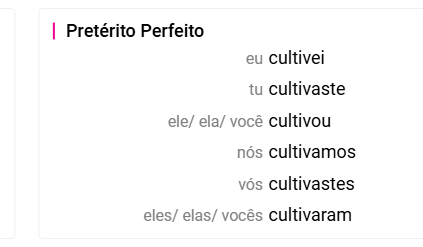 Pretérito Perfeito
eu cultivei
tu cultivaste
ele/ ela/ você cultivou
nós cultivamos
vós cultivastes
eles/ elas/ vocês cultivaram